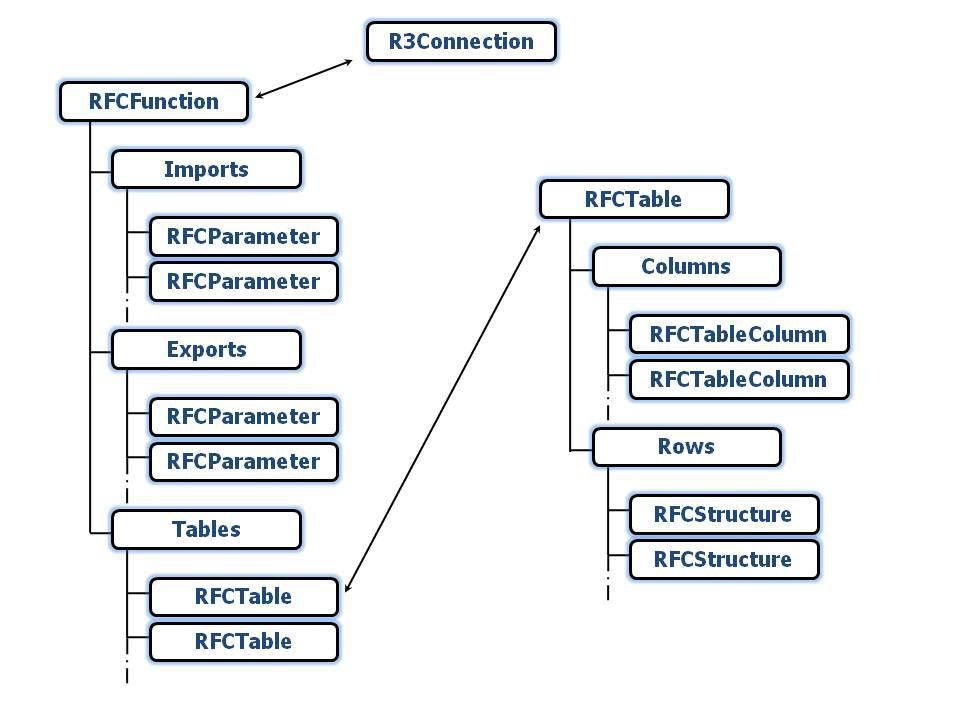 R3Connection
RFCFunction
Imports
RFCParameter
RFCParameter
Exports
RFCParameter
RFCParameter
Tables
RFCTable
RFCTable
RFCTable
Columns
RFCTableColumn
RFCTableColumn
Rows
RFCStructure
RFCStructure